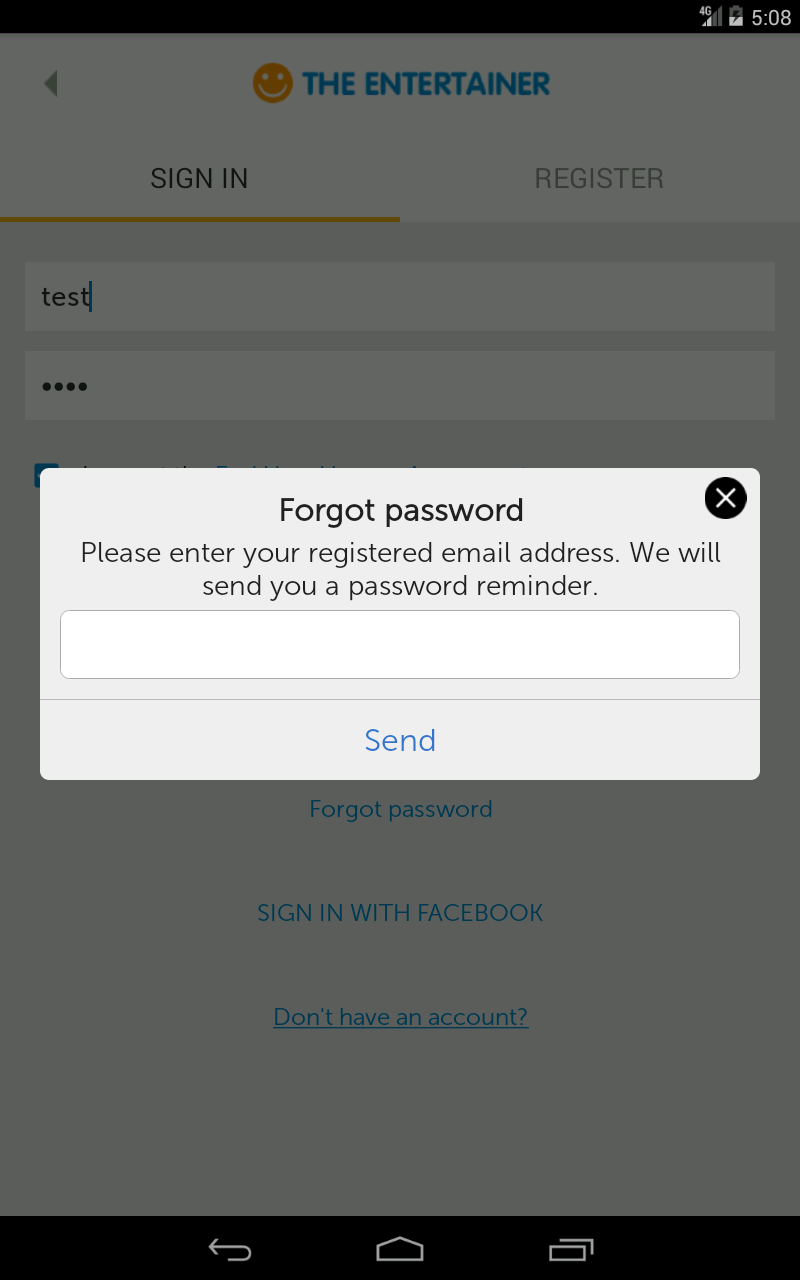 4G 5:08
THE ENTERTAINER
SIGN IN REGISTER
test
Forgot password
Please enter your registered email address. We will
send you a password reminder.
Send
Forgot password
SIGN IN WITH FACEBOOK
Don't have an account?